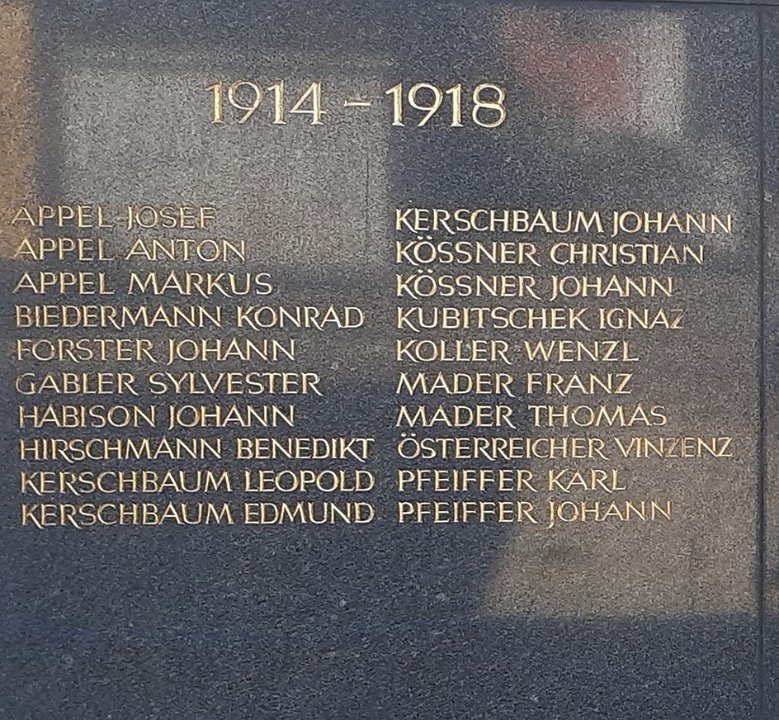 1914 - 1918
APPEL JOSEF
APPEL ANTON
APPEL MARKUS
BIEDERMANN KONRAD
FORSTER JOHANN
GABLER SYLVESTER
HABISON JOHANN
HIRSCHMANN BENEDIKT
KERSCHBAUM LEOPOLD
KERSCHBAUM EDMUND
KERSCHBAUM JOHANN
KÖSSNER CHRISTIAN
KÖSSNER JOHANN
KUBITSCHEK IGNAZ
KOLLER WENZL
MADER FRANZ
MADER THOMAS
ÖSTERREICHER VINZENZ
PFEIFFER KARL
PFEIFFER JOHANN